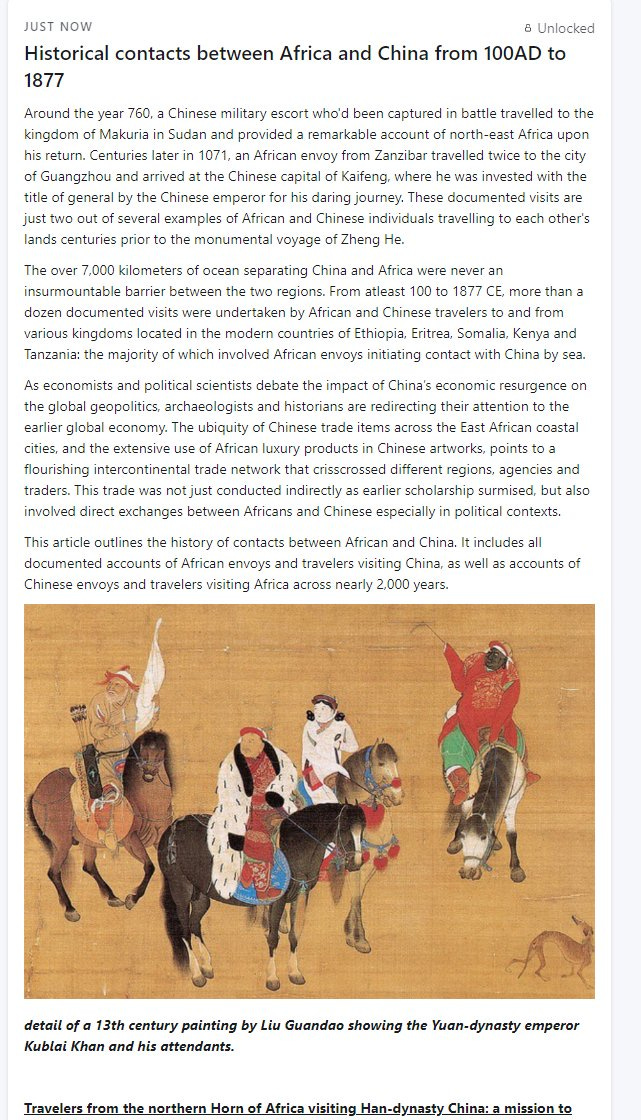 JUST NOW
Unlocked
Historical contacts between Africa and China from 100AD to
1877
Around the year 760, a Chinese military escort who'd been captured in battle travelled to the
kingdom of Makuria in Sudan and provided a remarkable account of north-east Africa upon
his return. Centuries later in 1071, an African envoy from Zanzibar travelled twice to the city
of Guangzhou and arrived at the Chinese capital of Kaifeng, where he was invested with the
title of general by the Chinese emperor for his daring journey. These documented visits are
just two out of several examples of African and Chinese individuals travelling to each other's
lands centuries prior to the monumental voyage of Zheng He.
The over 7,000 kilometers of ocean separating China and Africa were never an
insurmountable barrier between the two regions. From atleast 100 to 1877 CE, more than a
dozen documented visits were undertaken by African and Chinese travelers to and from
various kingdoms located in the modern countries of Ethiopia, Eritrea, Somalia, Kenya and
Tanzania: the majority of which involved African envoys initiating contact with China by sea.
As economists and political scientists debate the impact of China's economic resurgence on
the global geopolitics, archaeologists and historians are redirecting their attention to the
earlier global economy. The ubiquity of Chinese trade items across the East African coastal
cities, and the extensive use of African luxury products in Chinese artworks, points to a
flourishing intercontinental trade network that crisscrossed different regions, agencies and
traders. This trade was not just conducted indirectly as earlier scholarship surmised, but also
involved direct exchanges between Africans and Chinese especially in political contexts.
This article outlines the history of contacts between African and China. It includes all
documented accounts of African envoys and travelers visiting China, as well as accounts of
Chinese envoys and travelers visiting Africa across nearly 2,000 years.
detail of a 13th century painting by Liu Guandao showing the Yuan-dynasty emperor
Kublai Khan and his attendants.
Travelers from the northern Horn of Africa visiting Han-dynasty China: a mission to